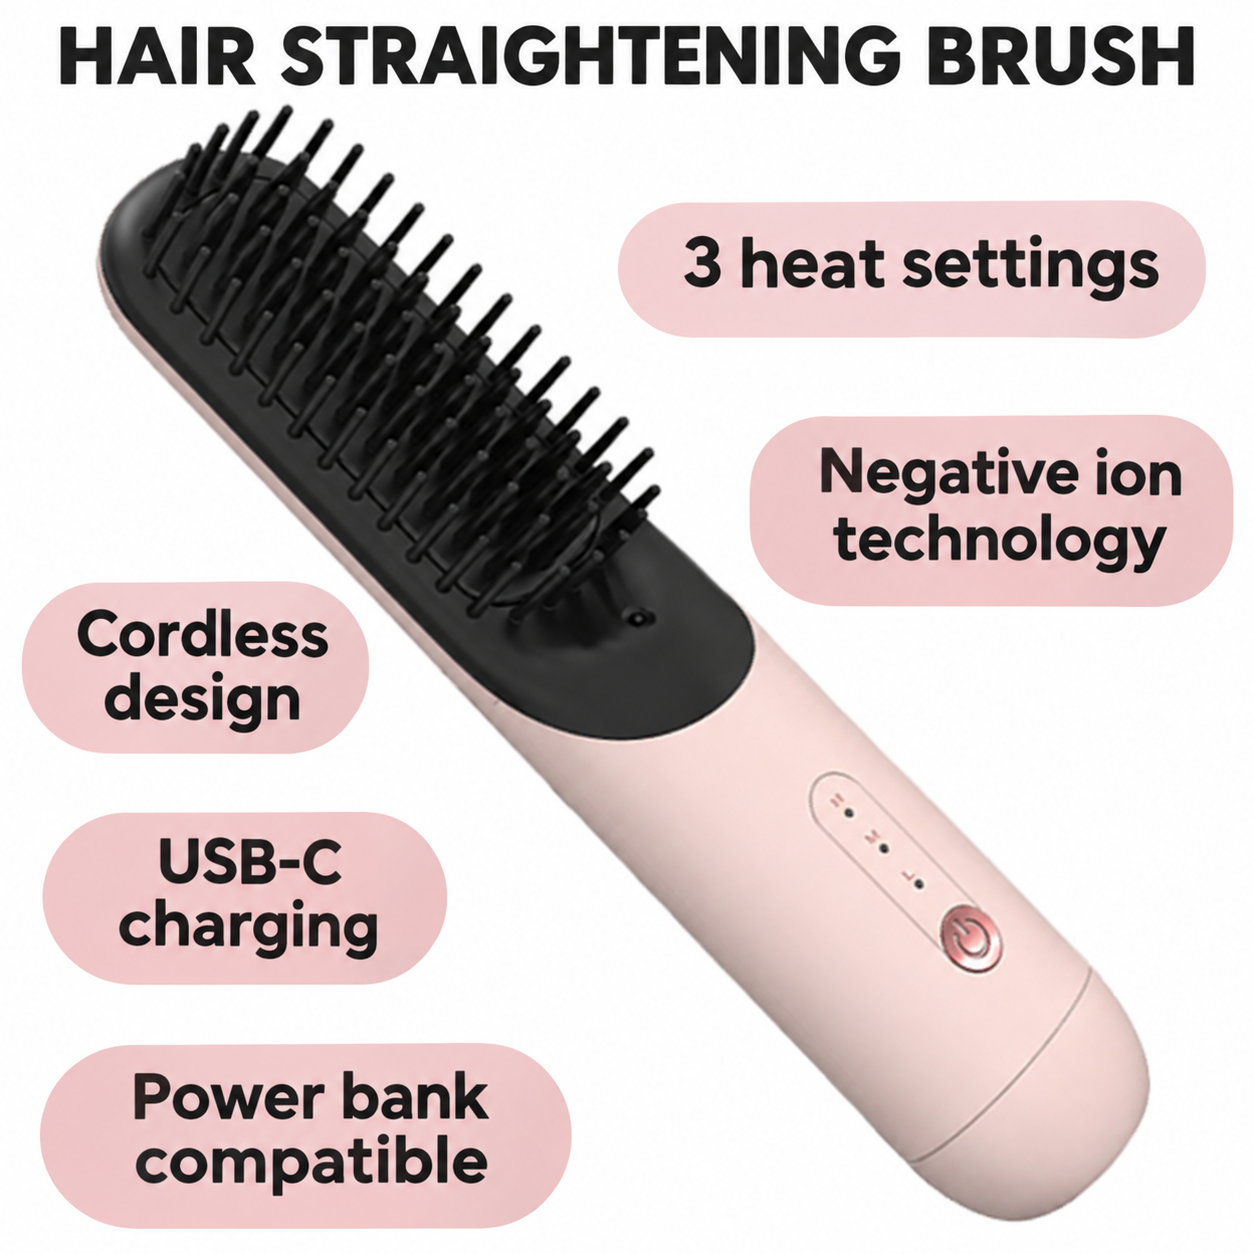 HAIR STRAIGHTENING BRUSH
3 heat settings
Negative ion
technology
Cordless
design
USB-C
charging
Power bank
compatible